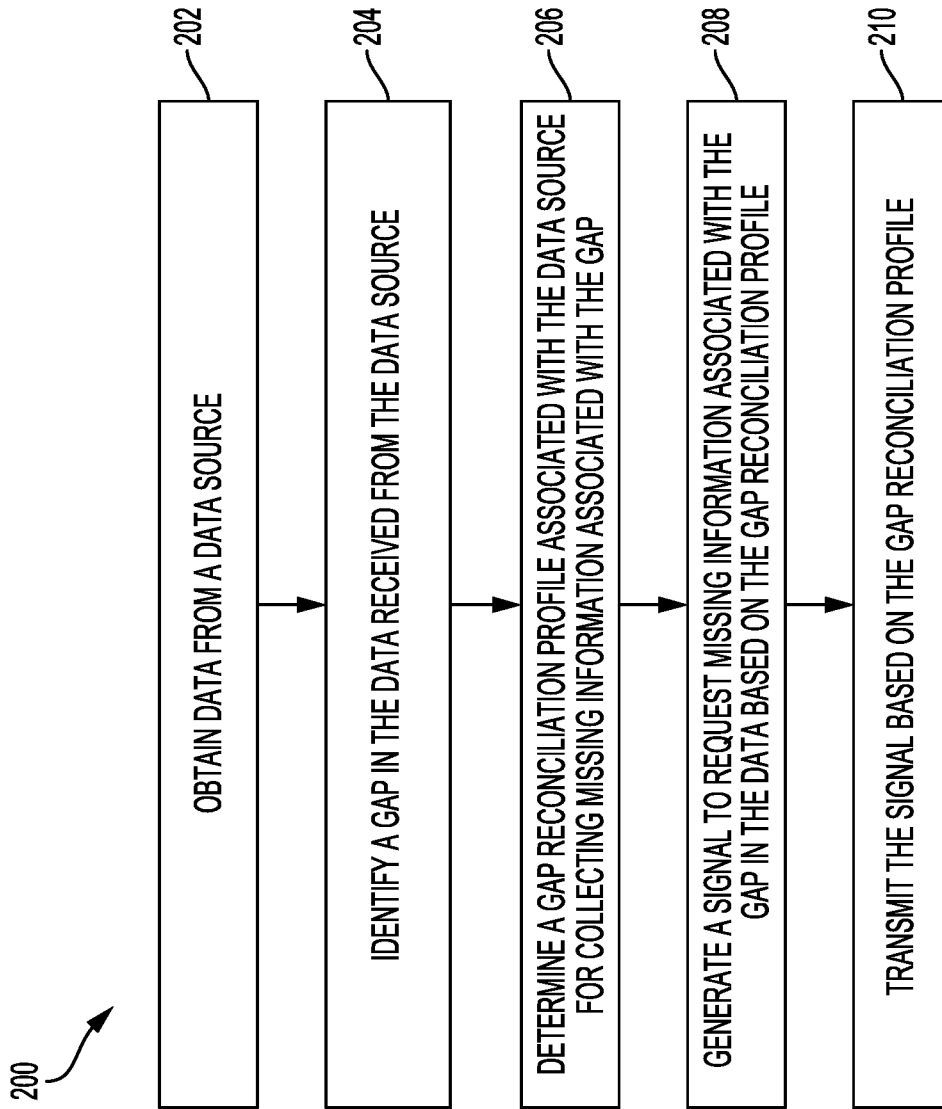 200
OBTAIN DATA FROM A DATA SOURCE
202
IDENTIFY A GAP IN THE DATA RECEIVED FROM THE DATA SOURCE
204
DETERMINE A GAP RECONCILIATION PROFILE ASSOCIATED WITH THE DATA SOURCE
FOR COLLECTING MISSING INFORMATION ASSOCIATED WITH THE GAP
206
GENERATE A SIGNAL TO REQUEST MISSING INFORMATION ASSOCIATED WITH THE
GAP IN THE DATA BASED ON THE GAP RECONCILIATION PROFILE
208
TRANSMIT THE SIGNAL BASED ON THE GAP RECONCILIATION PROFILE
210